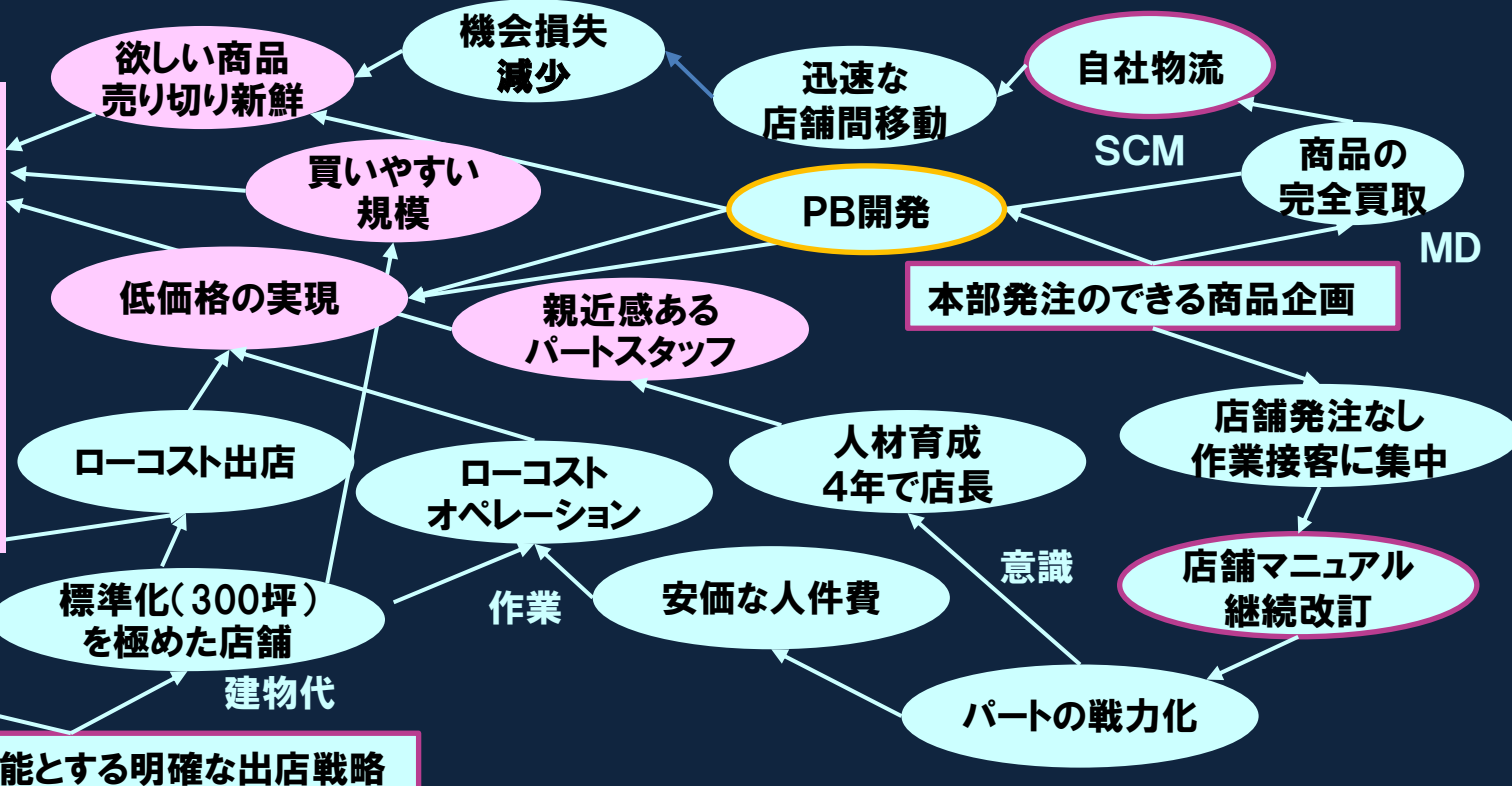 欲しい商品
売り切り新鮮
機会損失
減少
迅速な
店舗間移動
自社物流
SCM
商品の
完全買取
MD
買いやすい
規模
PB開発
低価格の実現
親近感ある
パートスタッフ
本部発注のできる商品企画
ローコスト出店
ローコスト
オペレーション
人材育成
4年で店長
店舗発注なし
作業接客に集中
標準化(300坪)
を極めた店舗
作業
安価な人件費
意識
店舗マニュアル
継続改訂
建物代
パートの戦力化
能とする明確な出店戦略